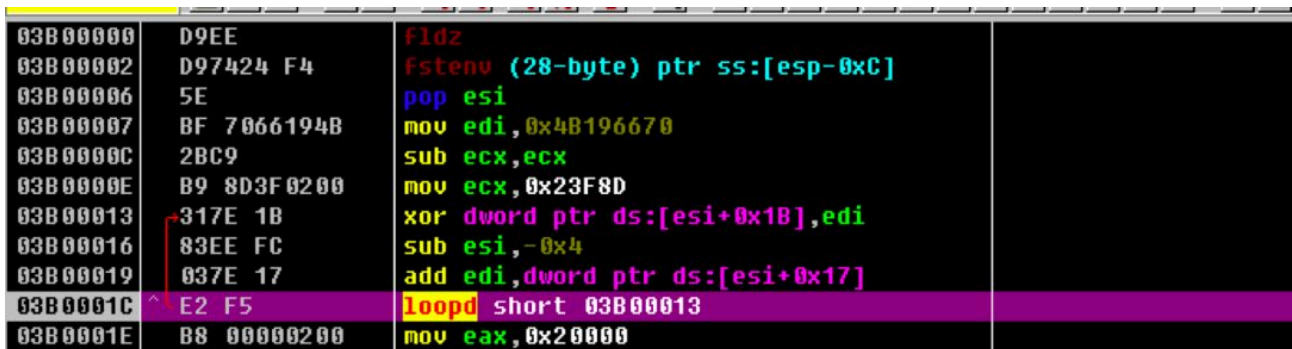 03B00000 D9EE fldz
03B00002 D97424 F4 fstenv (28-byte) ptr ss:[esp-0xC]
03B00006 5E pop esi
03B00007 BF 7066194B mov edi,0x4B196670
03B0000C 2BC9 sub ecx,ecx
03B0000E B9 8D3F0200 mov ecx,0x23F8D
03B00013 317E 1B xor dword ptr ds:[esi+0x1B],edi
03B00016 83EE FC sub esi,-0x4
03B00019 037E 17 add edi,dword ptr ds:[esi+0x17]
03B0001C ^ E2 F5 loopd short 03B00013
03B0001E B8 00000200 mov eax,0x20000